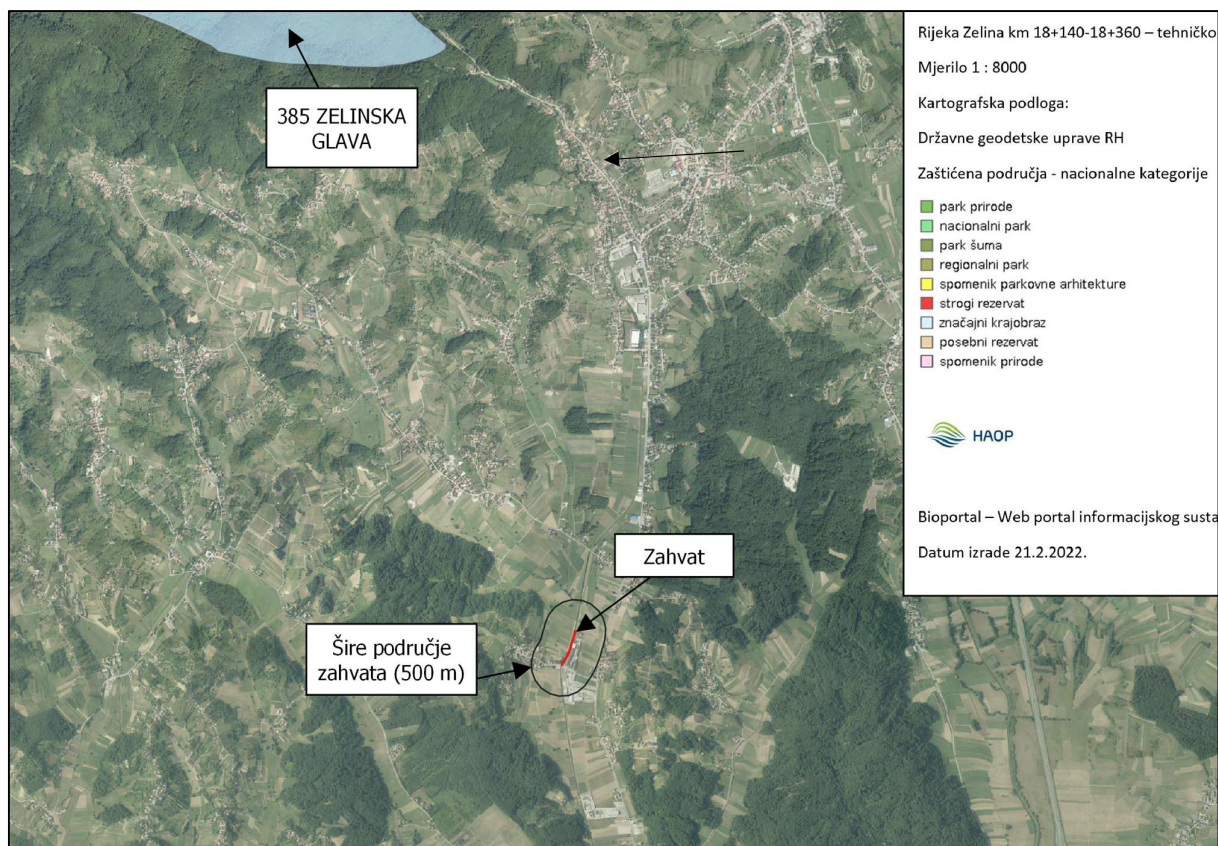 385 ZELINSKA
GLAVA
Zahvat
Šire područje
zahvata (500 m)
Rijeka Zelina km 18+140-18+360 – tehničko
Mjerilo 1 : 8000
Kartografska podloga:
Državne geodetske uprave RH
Zaštićena područja - nacionalne kategorije
park prirode
nacionalni park
park šuma
regionalni park
spomenik parkovne arhitekture
strogi rezervat
značajni krajobraz
posebni rezervat
spomenik prirode
HAOP
Bioportal – Web portal informacijskog susta
Datum izrade 21.2.2022.